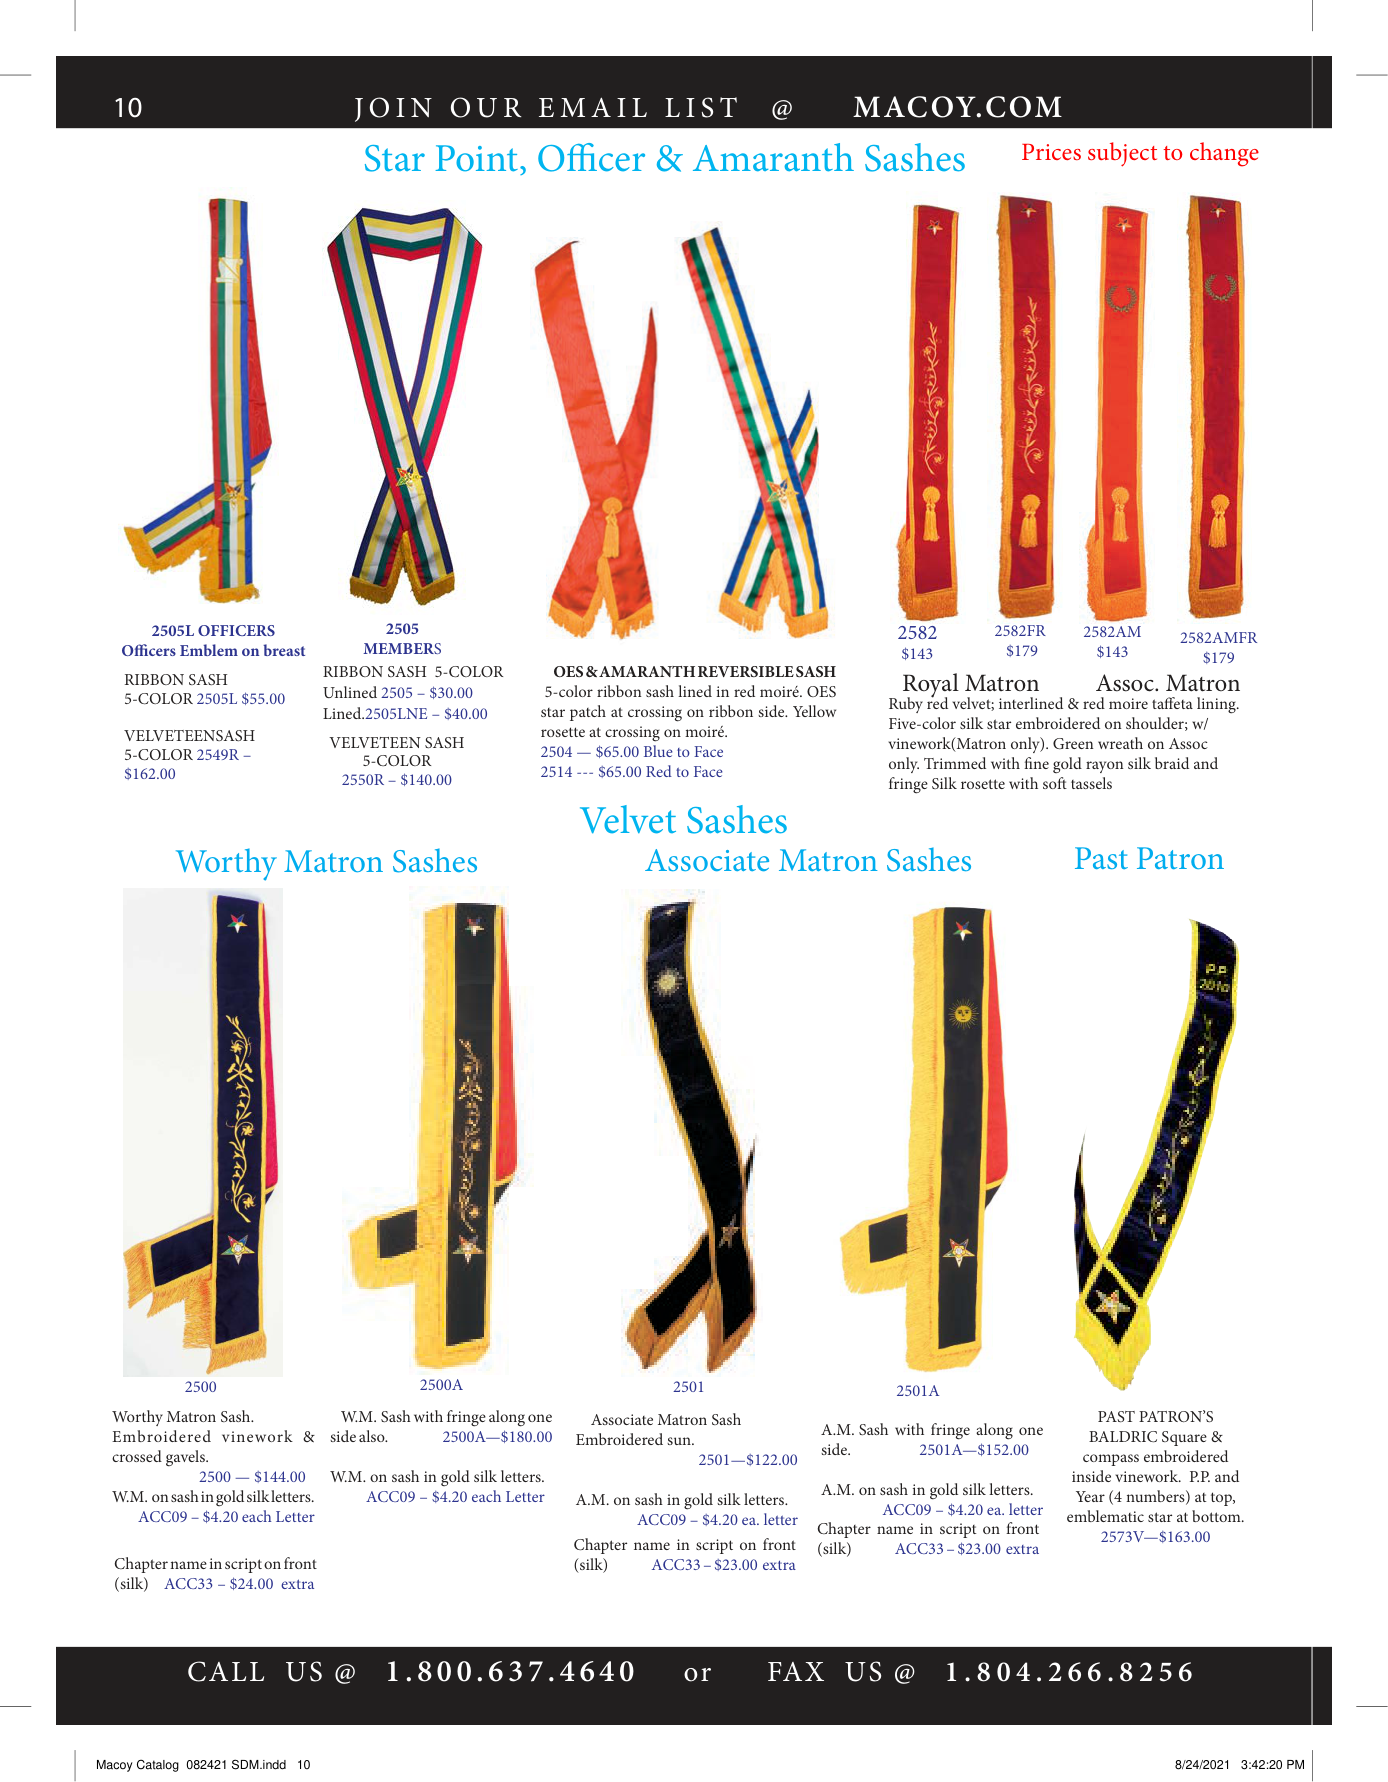 10 JOIN OUR EMAIL LIST @ MACOY.COM
Star Point, Officer & Amaranth Sashes
Prices subject to change
2505L OFFICERS
Officers Emblem on breast
RIBBON SASH
5-COLOR 2505L $55.00
VELVETEENSASH
5-COLOR 2549R –
$162.00
2505
MEMBERS
RIBBON SASH 5-COLOR
Unlined 2505 – $30.00
Lined.2505LNE – $40.00
VELVETEEN SASH
5-COLOR
2550R – $140.00
OES & AMARANTH REVERSIBLE SASH
5-color ribbon sash lined in red moiré. OES
star patch at crossing on ribbon side. Yellow
rosette at crossing on moiré.
2504 — $65.00 Blue to Face
2514 --- $65.00 Red to Face
2582
$143
2582FR
$179
2582AM
$143
2582AMFR
$179
Royal Matron
Assoc. Matron
Ruby red velvet; interlined & red moire taffeta lining.
Five-color silk star embroidered on shoulder; w/
vinework(Matron only). Green wreath on Assoc
only. Trimmed with fine gold rayon silk braid and
fringe Silk rosette with soft tassels
Velvet Sashes
Worthy Matron Sashes
Associate Matron Sashes
Past Patron
P.P
2010
2500
2500A
2501
2501A
Worthy Matron Sash.
Embroidered vinework &
crossed gavels.
2500 — $144.00
W.M. on sash in gold silk letters.
ACC09 – $4.20 each Letter
Chapter name in script on front
(silk) ACC33 – $24.00 extra
W.M. Sash with fringe along one
side also. 2500A—$180.00
W.M. on sash in gold silk letters.
ACC09 – $4.20 each Letter
Associate Matron Sash
Embroidered sun.
2501—$122.00
A.M. on sash in gold silk letters.
ACC09 – $4.20 ea. letter
Chapter name in script on front
(silk) ACC33 – $23.00 extra
A.M. Sash with fringe along one
side. 2501A—$152.00
A.M. on sash in gold silk letters.
ACC09 – $4.20 ea. letter
Chapter name in script on front
(silk) ACC33 – $23.00 extra
PAST PATRON’S
BALDRIC Square &
compass embroidered
inside vinework. P.P. and
Year (4 numbers) at top,
emblematic star at bottom.
2573V—$163.00
CALL US @ 1.800.637.4640 or FAX US @ 1.804.266.8256
Macoy Catalog 082421 SDM.indd 10
8/24/2021 3:42:20 PM